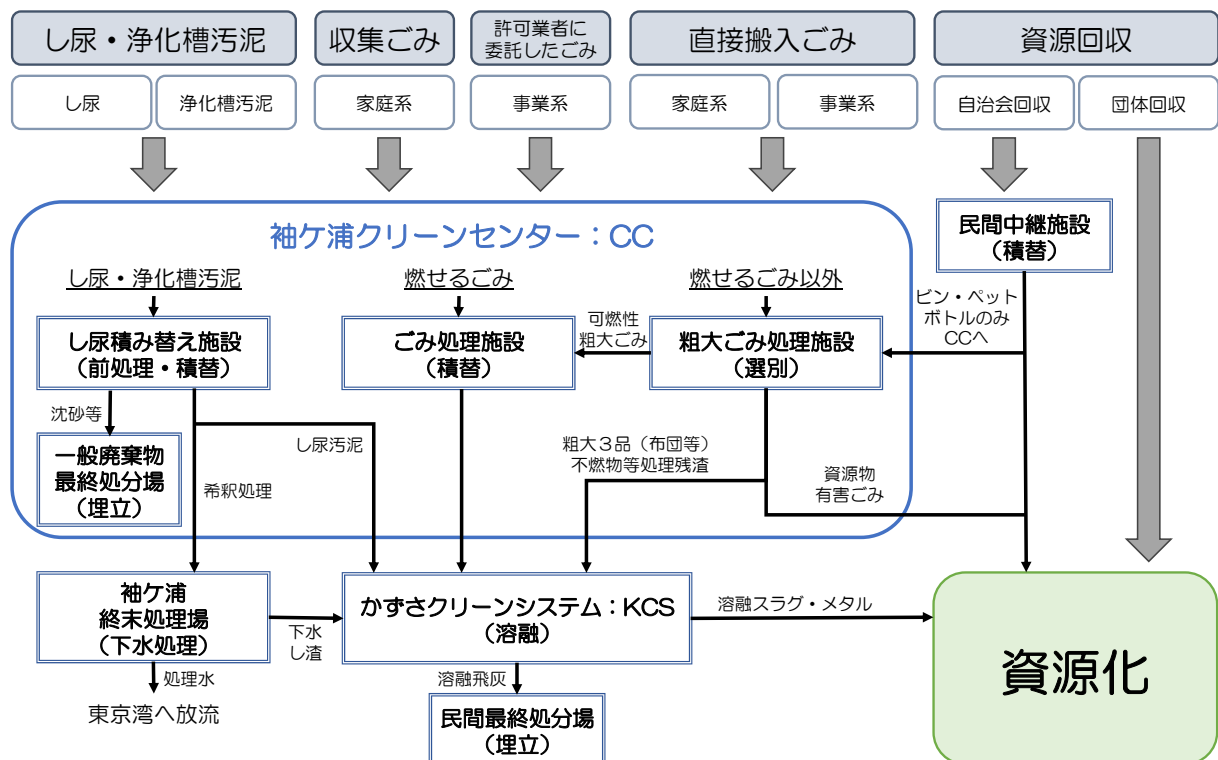 し尿・浄化槽汚泥
収集ごみ
許可業者に
委託したごみ
直接搬入ごみ
資源回収
し尿
浄化槽汚泥
家庭系
事業系
家庭系
事業系
自治会回収
団体回収
袖ケ浦クリーンセンター：CC
民間中継施設
（積替）
し尿・浄化槽汚泥
燃せるごみ
燃せるごみ以外
ビン・ペット
ボトルのみ
CCへ
し尿積み替え施設
（前処理・積替）
ごみ処理施設
（積替）
可燃性
粗大ごみ
粗大ごみ処理施設
（選別）
沈砂等
一般廃棄物
最終処分場
（埋立）
し尿汚泥
希釈処理
粗大３品（布団等）
不燃物等処理残渣
資源物
有害ごみ
袖ケ浦
終末処理場
（下水処理）
下水
し渣
かずさクリーンシステム：KCS
（溶融）
溶融スラグ・メタル
資源化
処理水
東京湾へ放流
溶融飛灰
民間最終処分場
（埋立）